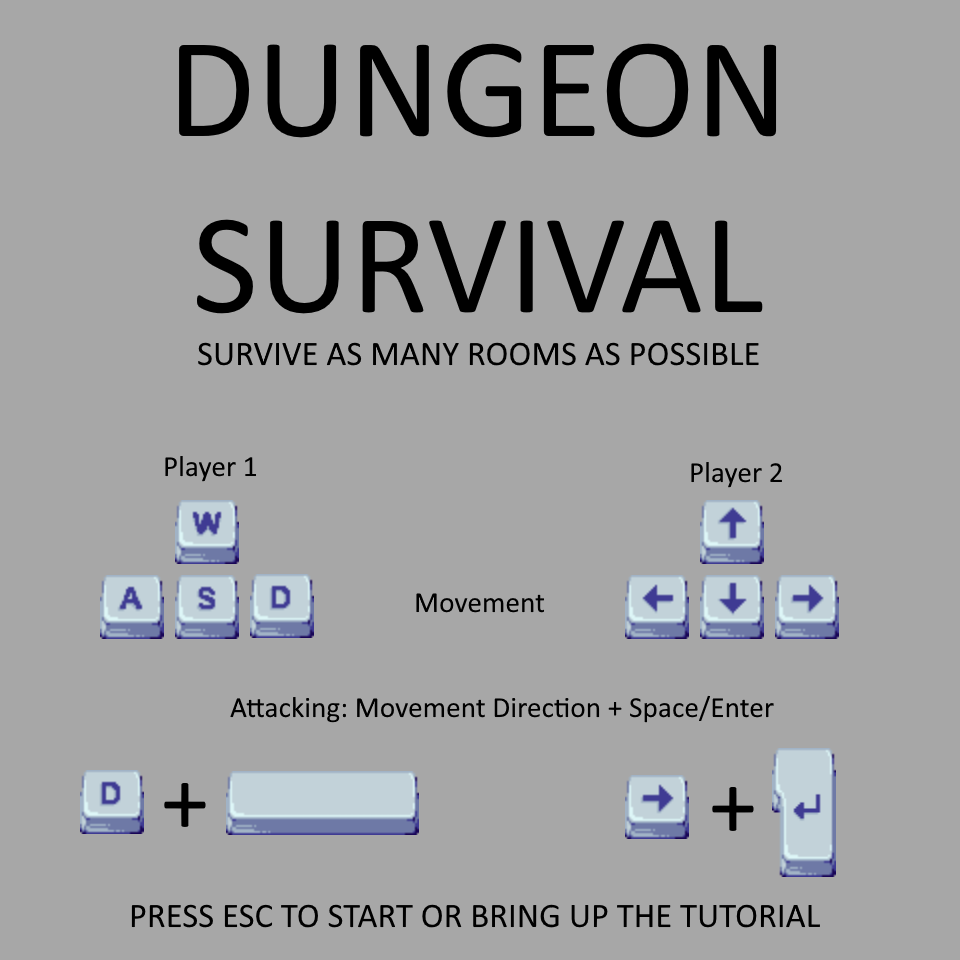 DUNGEON
SURVIVAL
SURVIVE AS MANY ROOMS AS POSSIBLE
Player 1
Player 2
W
A S D
Movement
Attacking: Movement Direction + Space/Enter
D +
+
PRESS ESC TO START OR BRING UP THE TUTORIAL